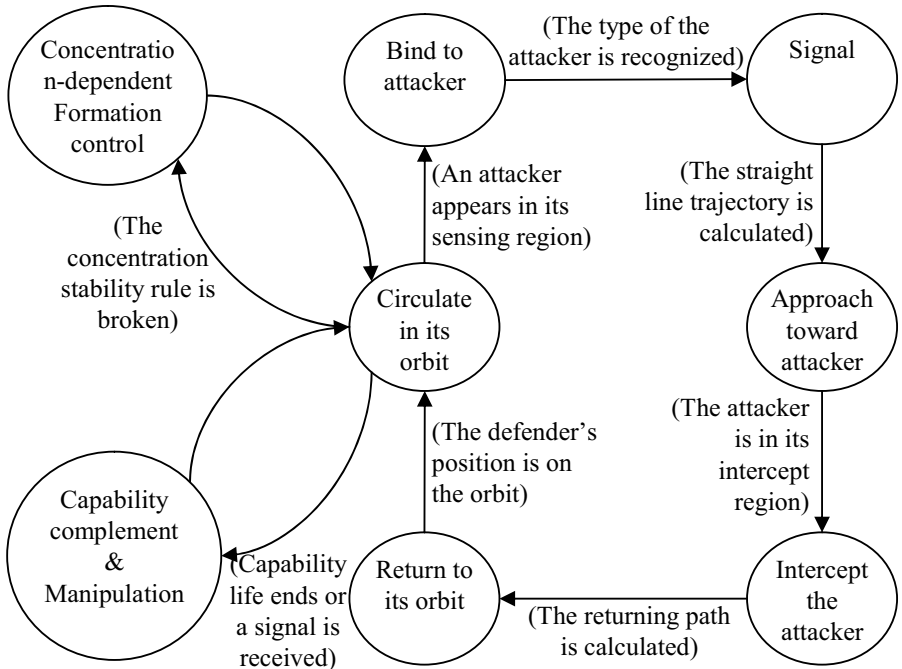 Concentratio
n-dependent
Formation
control
Bind to
attacker
(The type of the
attacker is recognized)
Signal
(An attacker
appears in its
sensing region)
(The straight
line trajectory is
calculated)
(The
concentration
stability rule is
broken)
Circulate
in its
orbit
Approach
toward
attacker
(The defender’s
position is on
the orbit)
(The attacker
is in its
intercept
region)
Capability
complement
&
Manipulation
(Capability
life ends or
a signal is
received)
Return to
its orbit
(The returning path
is calculated)
Intercept
the
attacker